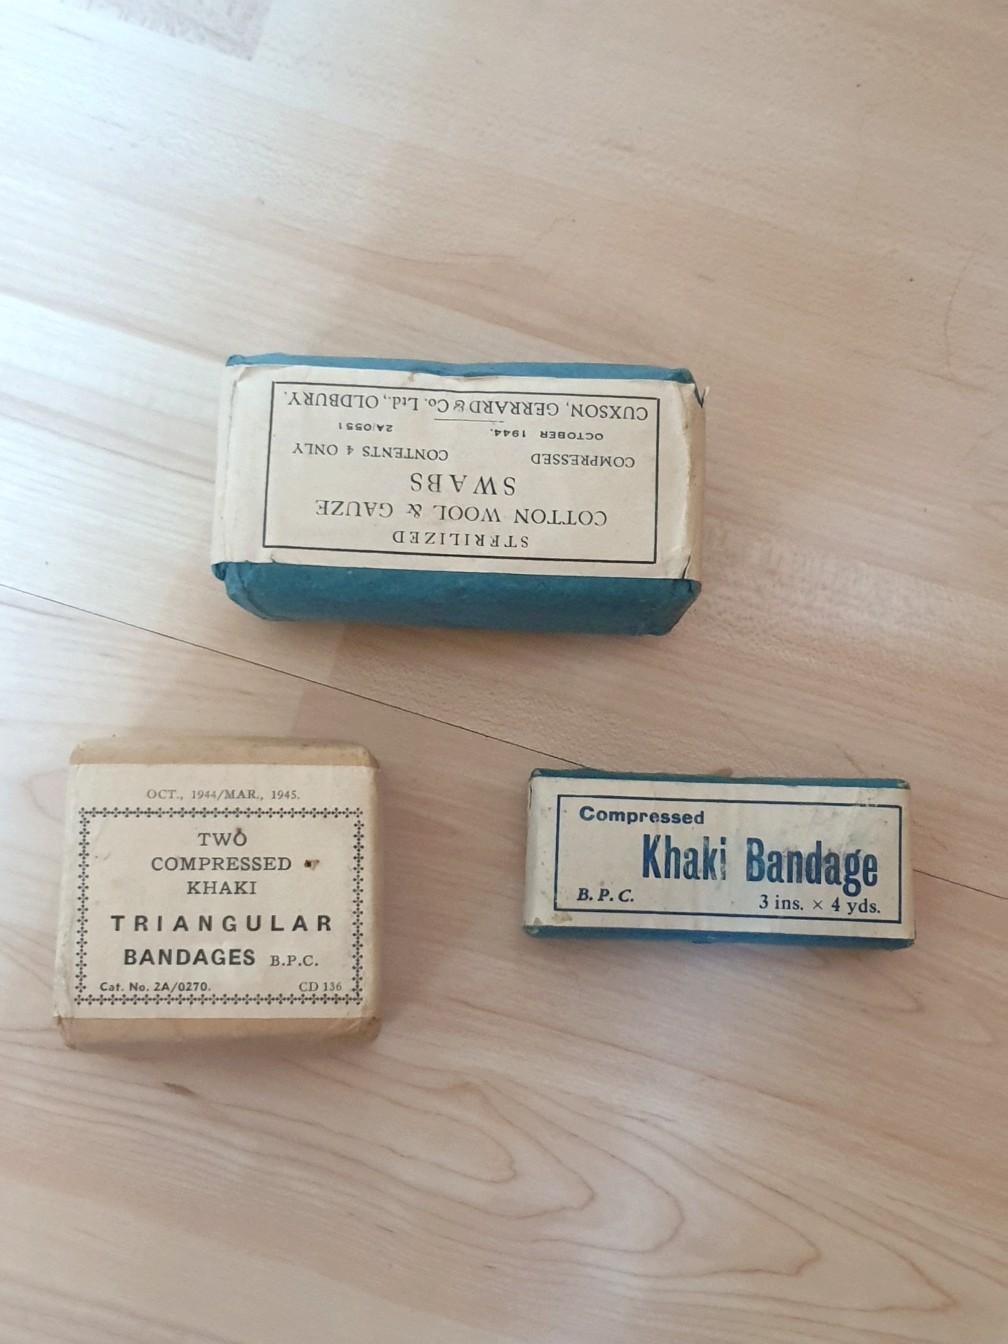 STERILIZED
COTTON WOOL & GAUZE
SWABS
COMPRESSED CONTENTS 4 ONLY
OCTOBER 1944. 2A/0551
CUXSON, GERRARD & Co. Ltd., OLDBURY.
OCT., 1944/MAR., 1945.
TWO
COMPRESSED
KHAKI
TRIANGULAR
BANDAGES B.P.C.
Cat. No. 2A/0270. CD 136
Compressed
Khaki Bandage
B.P.C. 3 ins. × 4 yds.